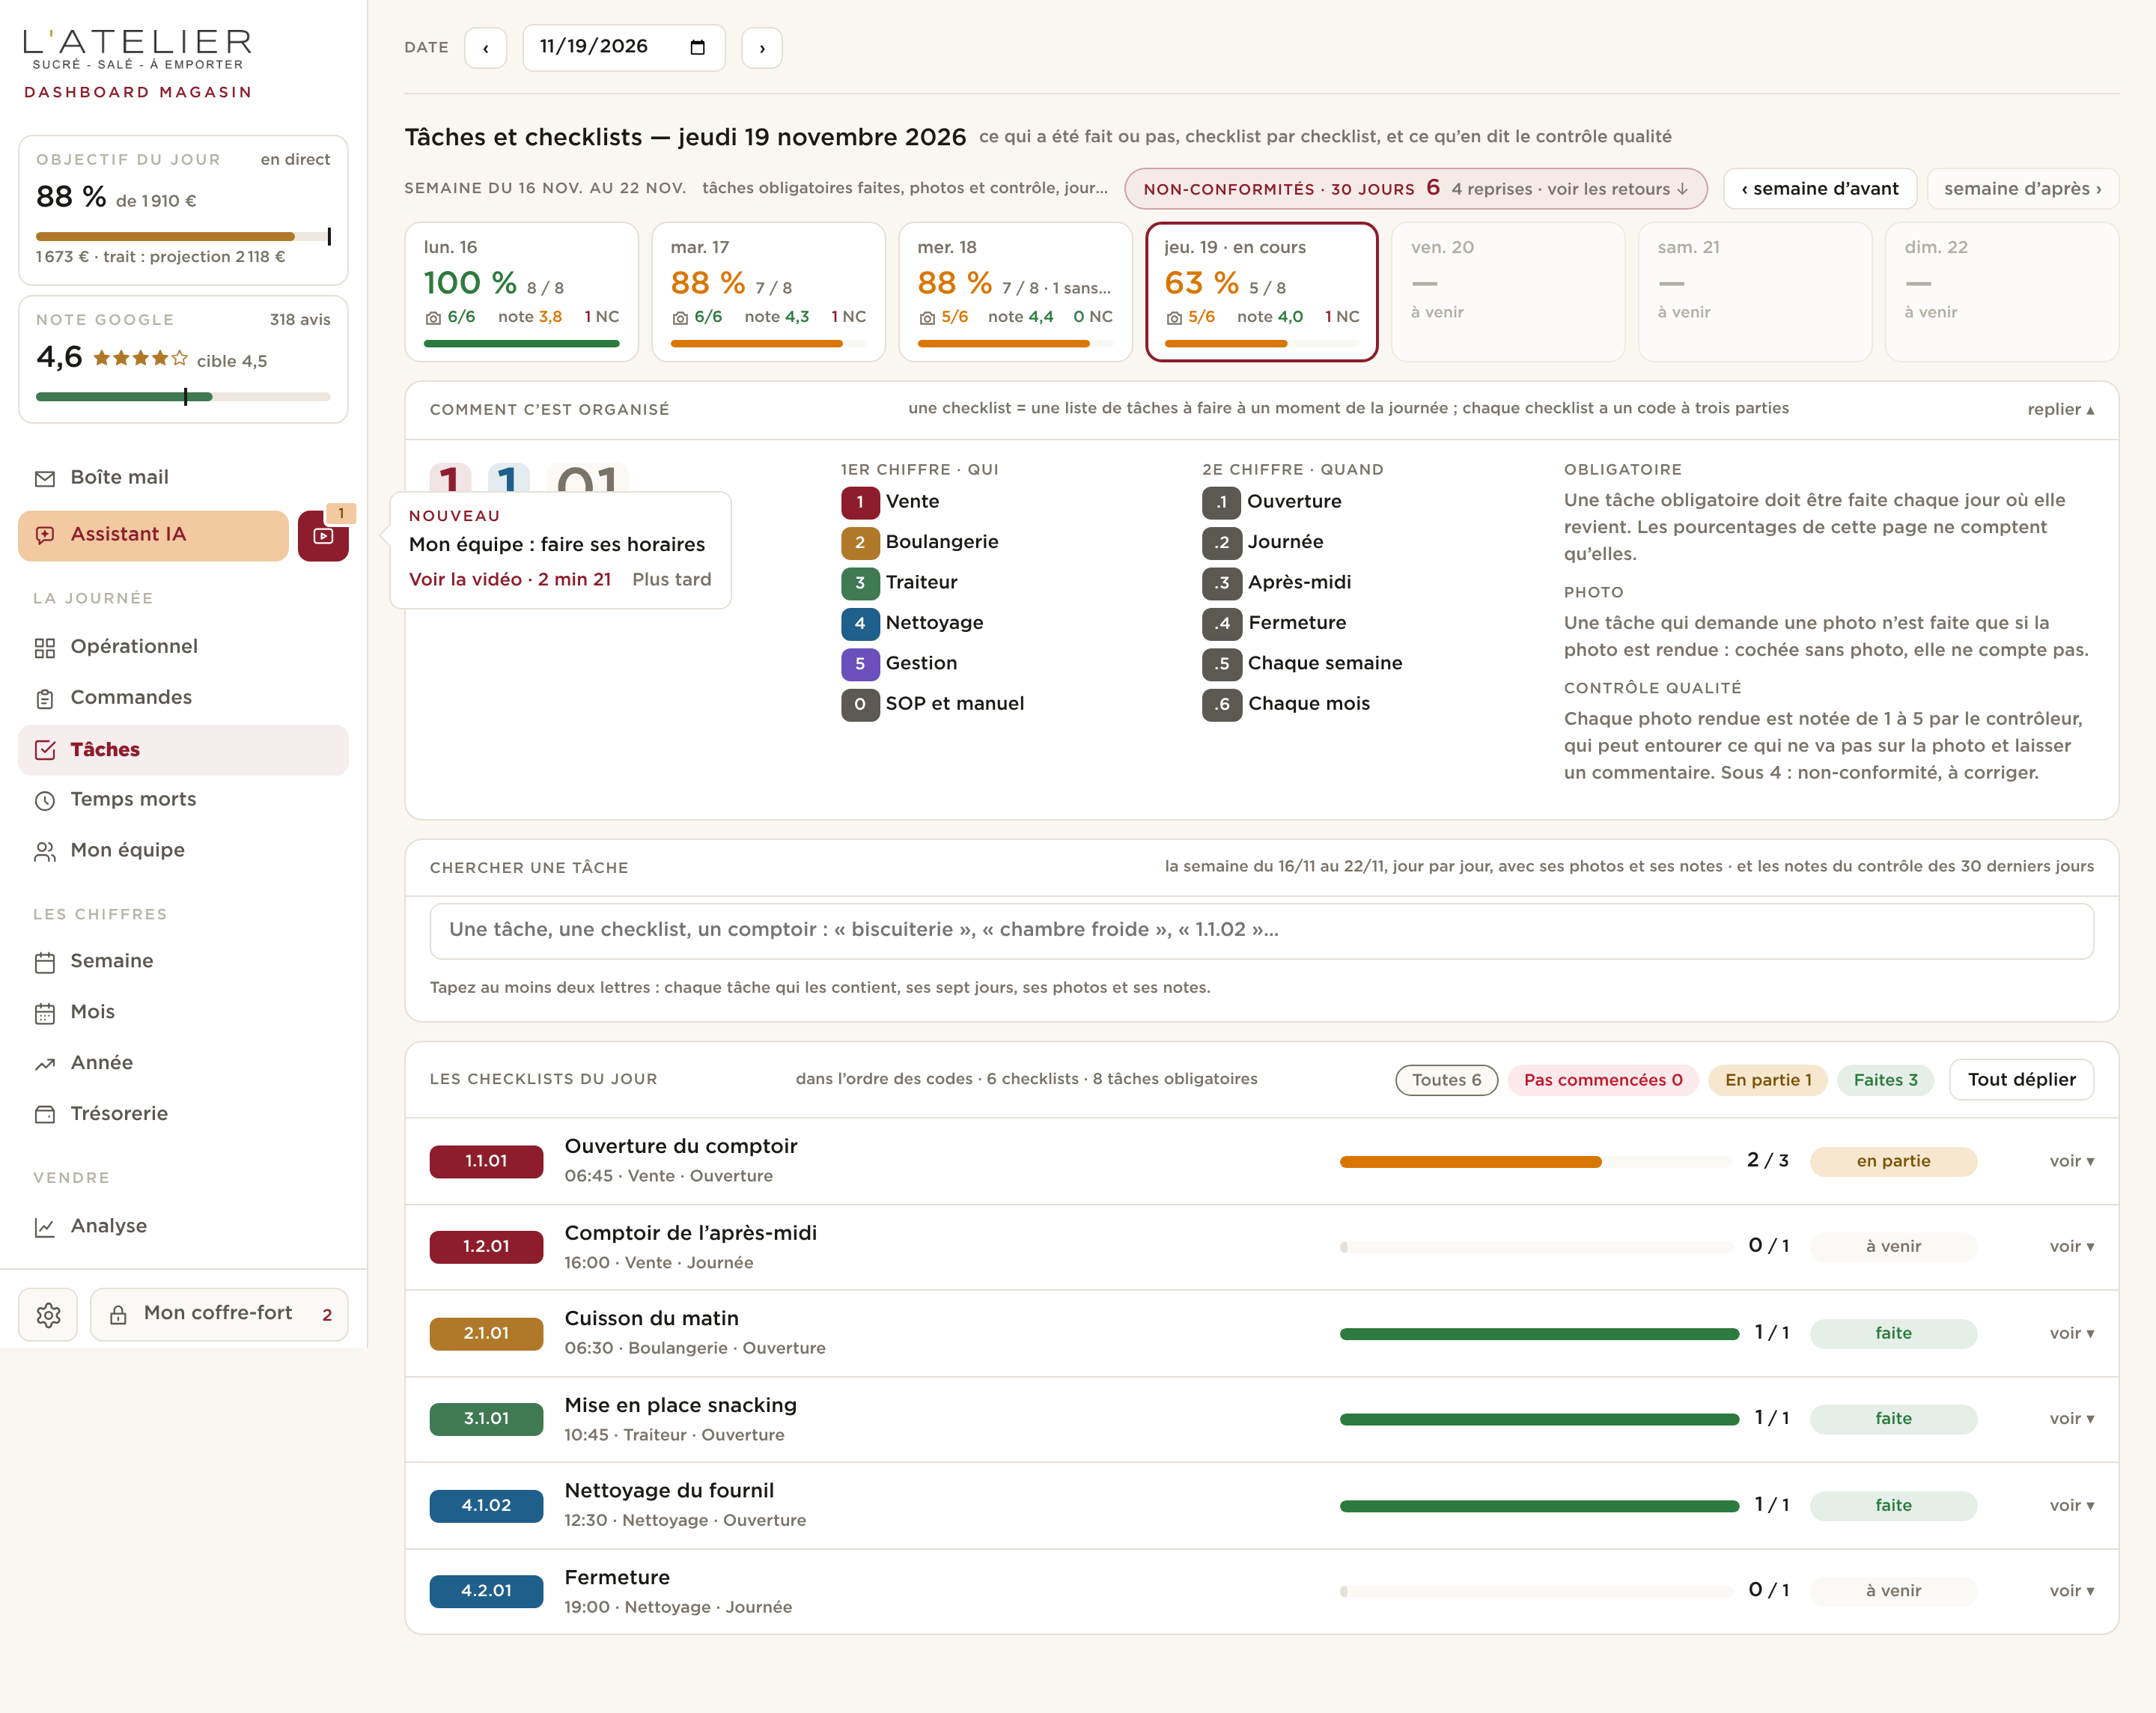 L'ATELIER
SUCRÉ - SALÉ - Á EMPORTER
DASHBOARD MAGASIN
OBJECTIF DU JOUR en direct
88 % de 1 910 €
1 673 € · trait : projection 2 118 €
NOTE GOOGLE 318 avis
4,6 cible 4,5
Boîte mail
Assistant IA 1
LA JOURNÉE
Opérationnel
Commandes
Tâches
Temps morts
Mon équipe
LES CHIFFRES
Semaine
Mois
Année
Trésorerie
VENDRE
Analyse
Mon coffre-fort 2
DATE ‹ 11/19/2026 ›
Tâches et checklists — jeudi 19 novembre 2026 ce qui a été fait ou pas, checklist par checklist, et ce qu’en dit le contrôle qualité
SEMAINE DU 16 NOV. AU 22 NOV. tâches obligatoires faites, photos et contrôle, jour… NON-CONFORMITÉS · 30 JOURS 6 4 reprises · voir les retours ↓ ‹ semaine d’avant semaine d’après ›
lun. 16
100 % 8 / 8
6/6 note 3,8 1 NC
mar. 17
88 % 7 / 8
6/6 note 4,3 1 NC
mer. 18
88 % 7 / 8 · 1 sans…
5/6 note 4,4 0 NC
jeu. 19 · en cours
63 % 5 / 8
5/6 note 4,0 1 NC
ven. 20
—
à venir
sam. 21
—
à venir
dim. 22
—
à venir
COMMENT C’EST ORGANISÉ une checklist = une liste de tâches à faire à un moment de la journée ; chaque checklist a un code à trois parties replier ▴
1 1 01
NOUVEAU
Mon équipe : faire ses horaires
Voir la vidéo · 2 min 21 Plus tard
1ER CHIFFRE · QUI
1 Vente
2 Boulangerie
3 Traiteur
4 Nettoyage
5 Gestion
0 SOP et manuel
2E CHIFFRE · QUAND
.1 Ouverture
.2 Journée
.3 Après-midi
.4 Fermeture
.5 Chaque semaine
.6 Chaque mois
OBLIGATOIRE
Une tâche obligatoire doit être faite chaque jour où elle
revient. Les pourcentages de cette page ne comptent
qu’elles.
PHOTO
Une tâche qui demande une photo n’est faite que si la
photo est rendue : cochée sans photo, elle ne compte pas.
CONTRÔLE QUALITÉ
Chaque photo rendue est notée de 1 à 5 par le contrôleur,
qui peut entourer ce qui ne va pas sur la photo et laisser
un commentaire. Sous 4 : non-conformité, à corriger.
CHERCHER UNE TÂCHE la semaine du 16/11 au 22/11, jour par jour, avec ses photos et ses notes · et les notes du contrôle des 30 derniers jours
Une tâche, une checklist, un comptoir : « biscuiterie », « chambre froide », « 1.1.02 »…
Tapez au moins deux lettres : chaque tâche qui les contient, ses sept jours, ses photos et ses notes.
LES CHECKLISTS DU JOUR dans l’ordre des codes · 6 checklists · 8 tâches obligatoires Toutes 6 Pas commencées 0 En partie 1 Faites 3 Tout déplier
1.1.01 Ouverture du comptoir 2 / 3 en partie voir ▾
06:45 · Vente · Ouverture
1.2.01 Comptoir de l’après-midi 0 / 1 à venir voir ▾
16:00 · Vente · Journée
2.1.01 Cuisson du matin 1 / 1 faite voir ▾
06:30 · Boulangerie · Ouverture
3.1.01 Mise en place snacking 1 / 1 faite voir ▾
10:45 · Traiteur · Ouverture
4.1.02 Nettoyage du fournil 1 / 1 faite voir ▾
12:30 · Nettoyage · Ouverture
4.2.01 Fermeture 0 / 1 à venir voir ▾
19:00 · Nettoyage · Journée